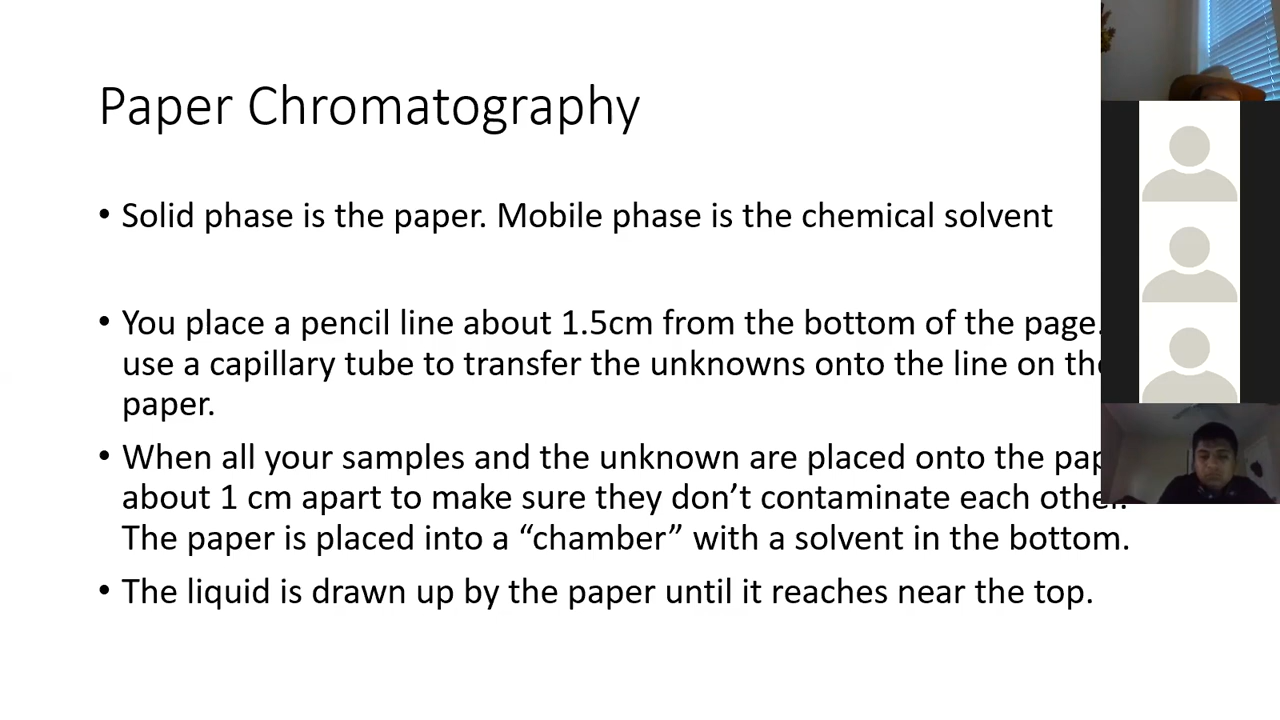 Paper Chromatography
• Solid phase is the paper. Mobile phase is the chemical solvent
• You place a pencil line about 1.5cm from the bottom of the page.
use a capillary tube to transfer the unknowns onto the line on
paper.
• When all your samples and the unknown are placed onto the
about 1 cm apart to make sure they don’t contaminate each other.
The paper is placed into a “chamber” with a solvent in the bottom.
• The liquid is drawn up by the paper until it reaches near the top.